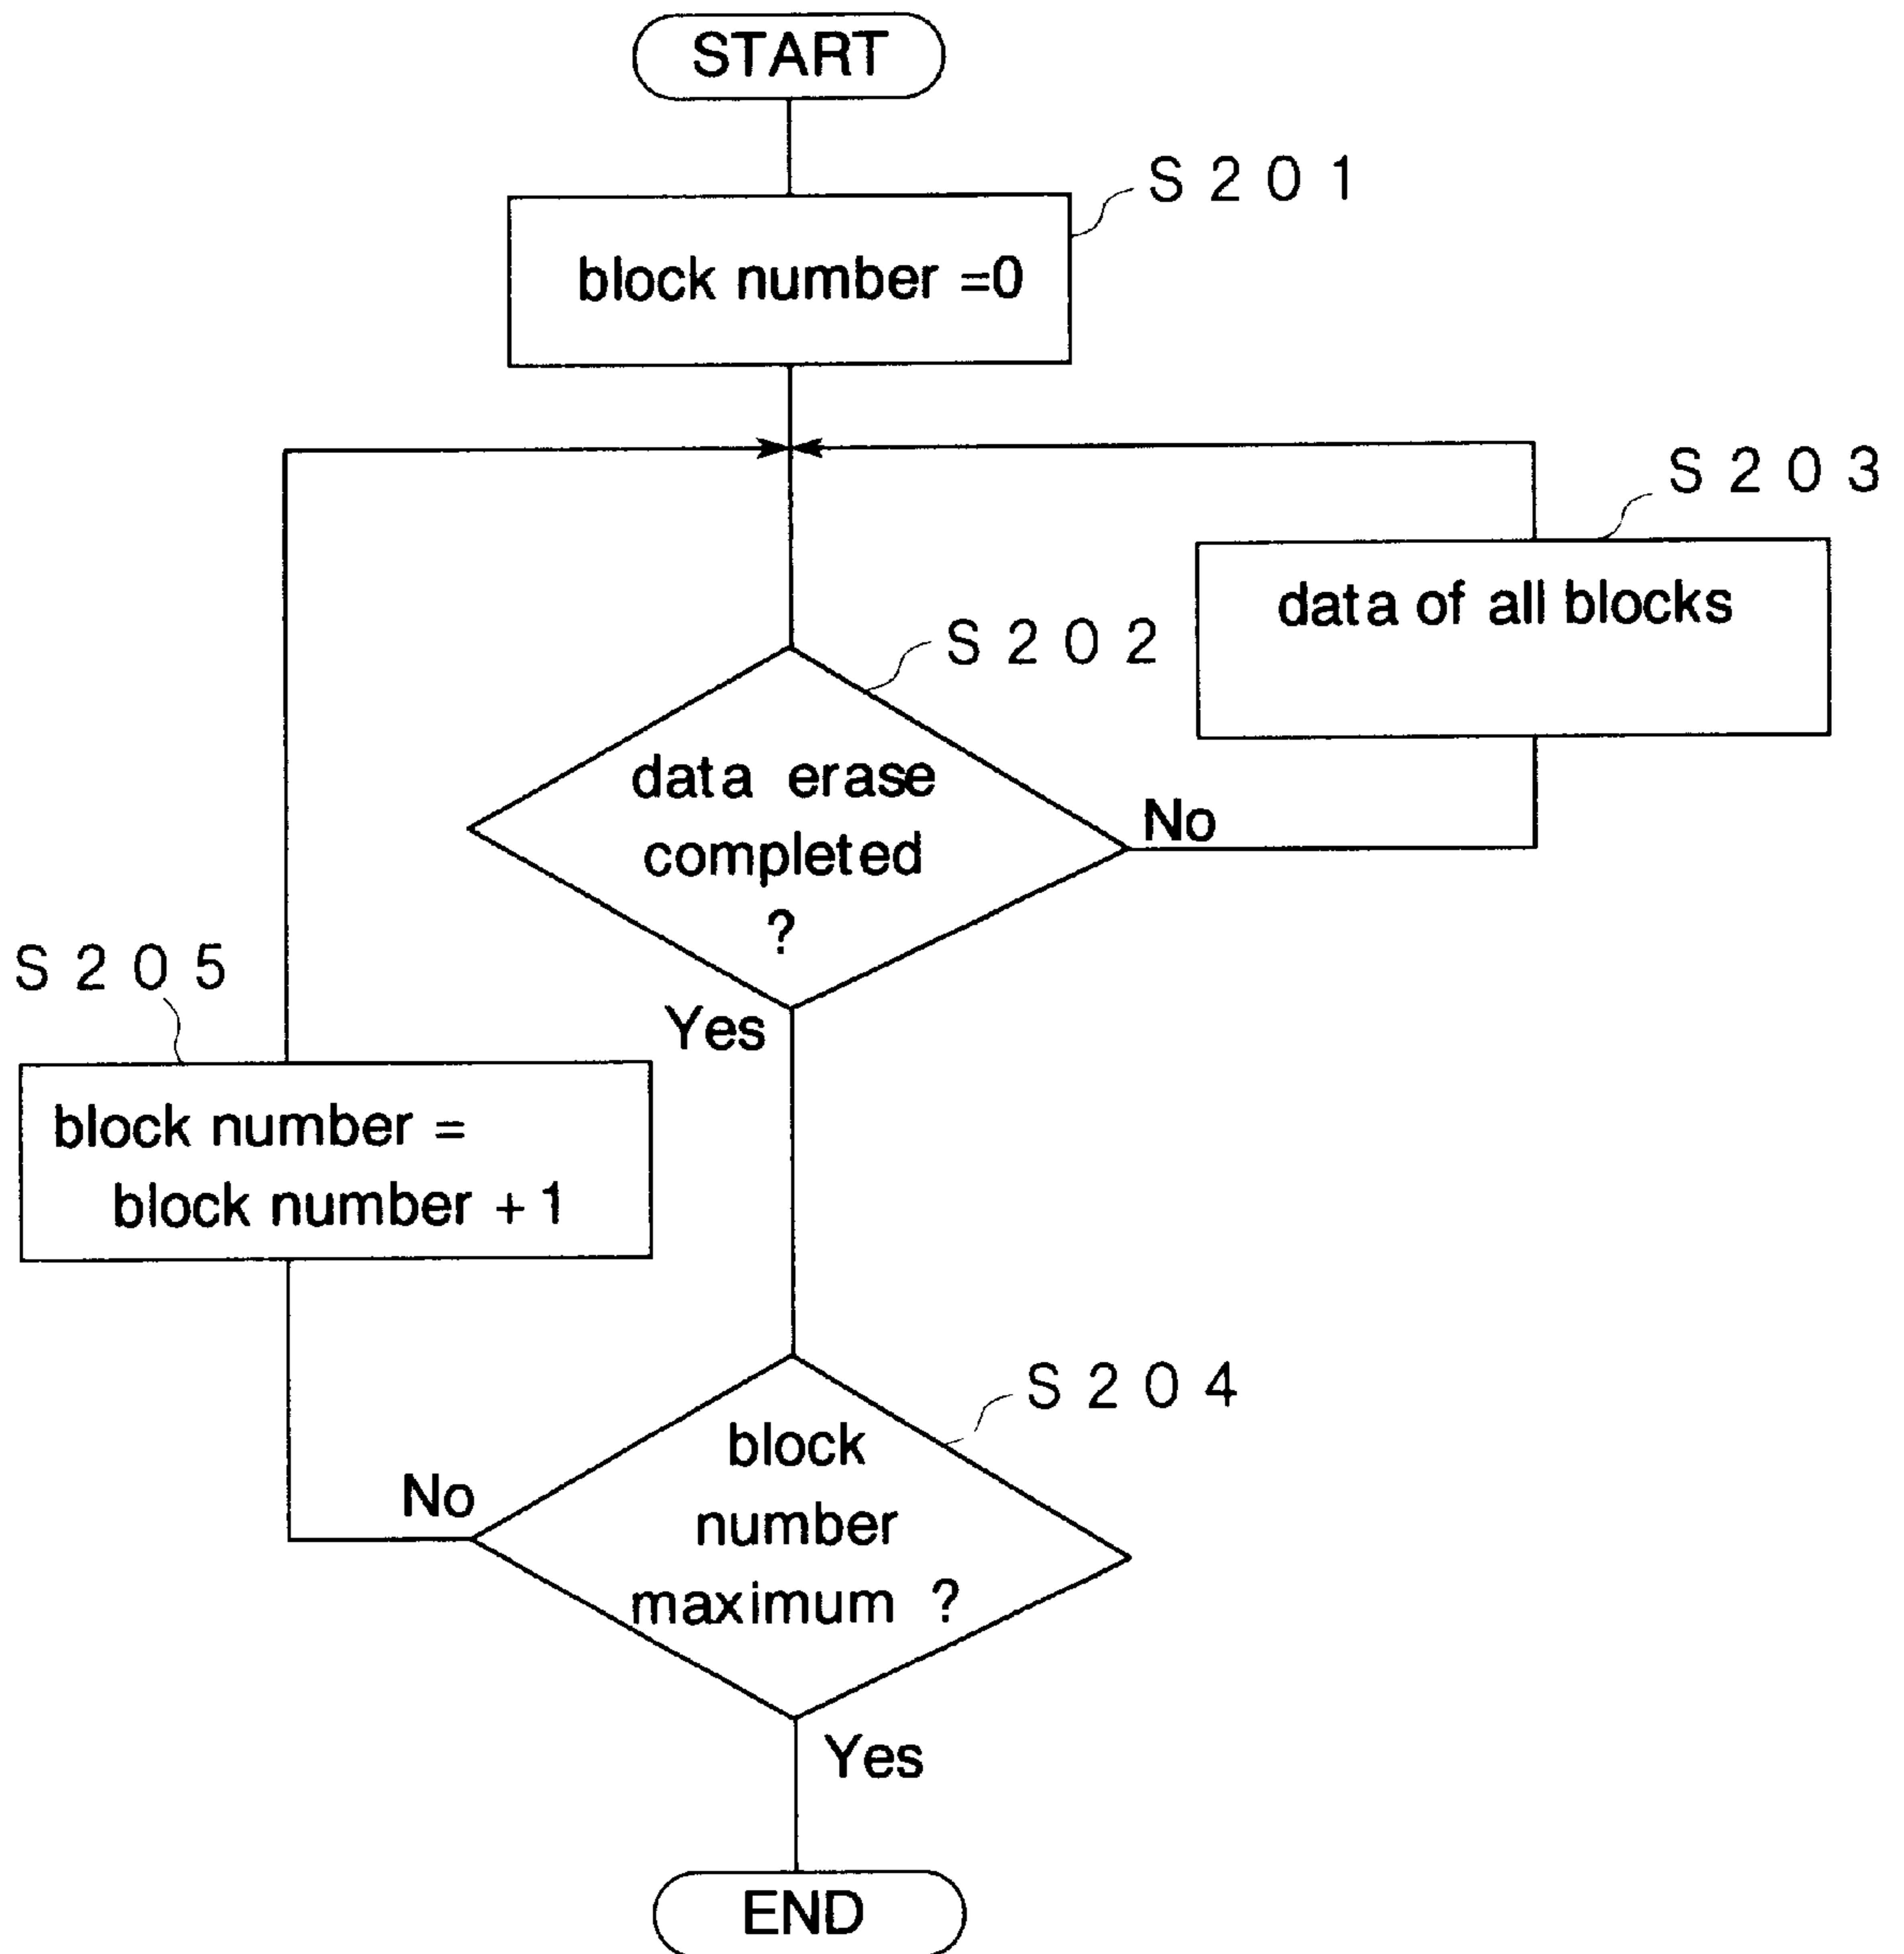 START
S201
block number =0
S203
data of all blocks
S202
data erase
completed
?
No
Yes
S205
block number =
block number +1
S204
block
number
maximum ?
No
Yes
END